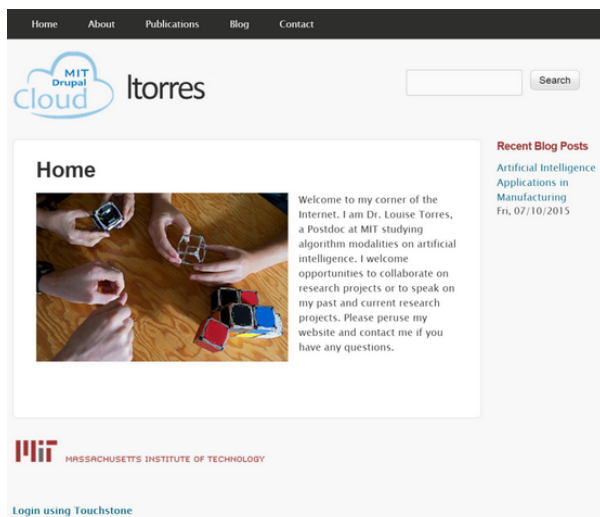 Home About Publications Blog Contact
MIT
Drupal
Cloud
ltorres
Search
Home
Welcome to my corner of the
Internet. I am Dr. Louise Torres,
a Postdoc at MIT studying
algorithm modalities on artificial
intelligence. I welcome
opportunities to collaborate on
research projects or to speak on
my past and current research
projects. Please peruse my
website and contact me if you
have any questions.
Recent Blog Posts
Artificial Intelligence
Applications in
Manufacturing
Fri, 07/10/2015
MIT MASSACHUSETTS INSTITUTE OF TECHNOLOGY
Login using Touchstone